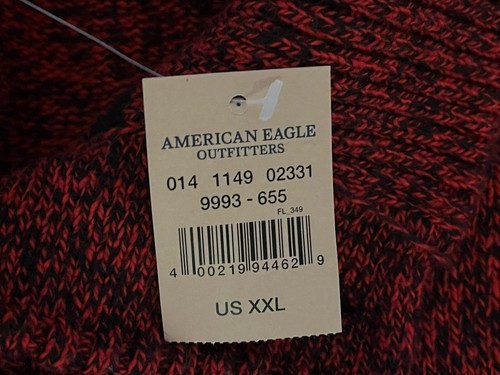 AMERICAN EAGLE
OUTFITTERS
014 1149 02331
9993 - 655
FL_349
4 00219 94462 9
US XXL